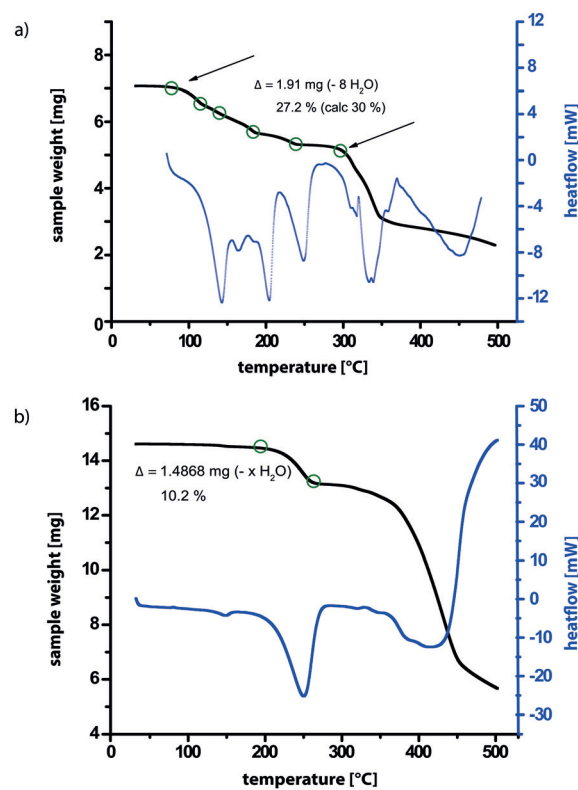 a)
8
6
4
2
0
sample weight [mg]
Δ = 1.91 mg (- 8 H₂O)
27.2 % (calc 30 %)
12
8
4
0
-4
-8
-12
heatflow [mW]
0 100 200 300 400 500
temperature [°C]
b)
16
14
12
10
8
6
4
sample weight [mg]
Δ = 1.4868 mg (- x H₂O)
10.2 %
50
40
30
20
10
0
-10
-20
-30
heatflow [mW]
0 100 200 300 400 500
temperature [°C]